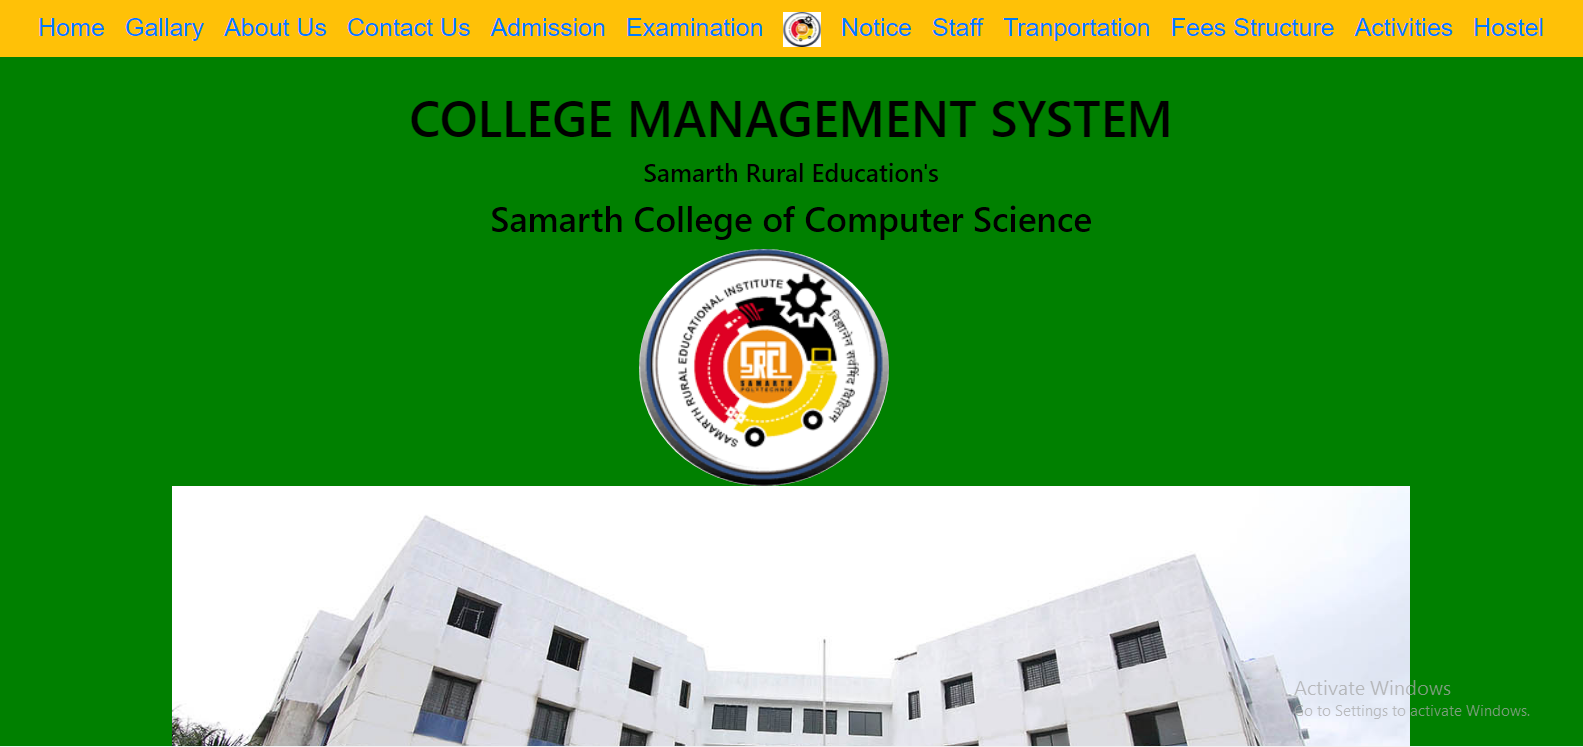 Home Gallary About Us Contact Us Admission Examination Notice Staff Tranportation Fees Structure Activities Hostel
COLLEGE MANAGEMENT SYSTEM
Samarth Rural Education's
Samarth College of Computer Science
SAMARTH RURAL EDUCATIONAL INSTITUTE
SREI
SAMARTH
POLYTECHNIC
Activate Windows
Go to Settings to activate Windows.